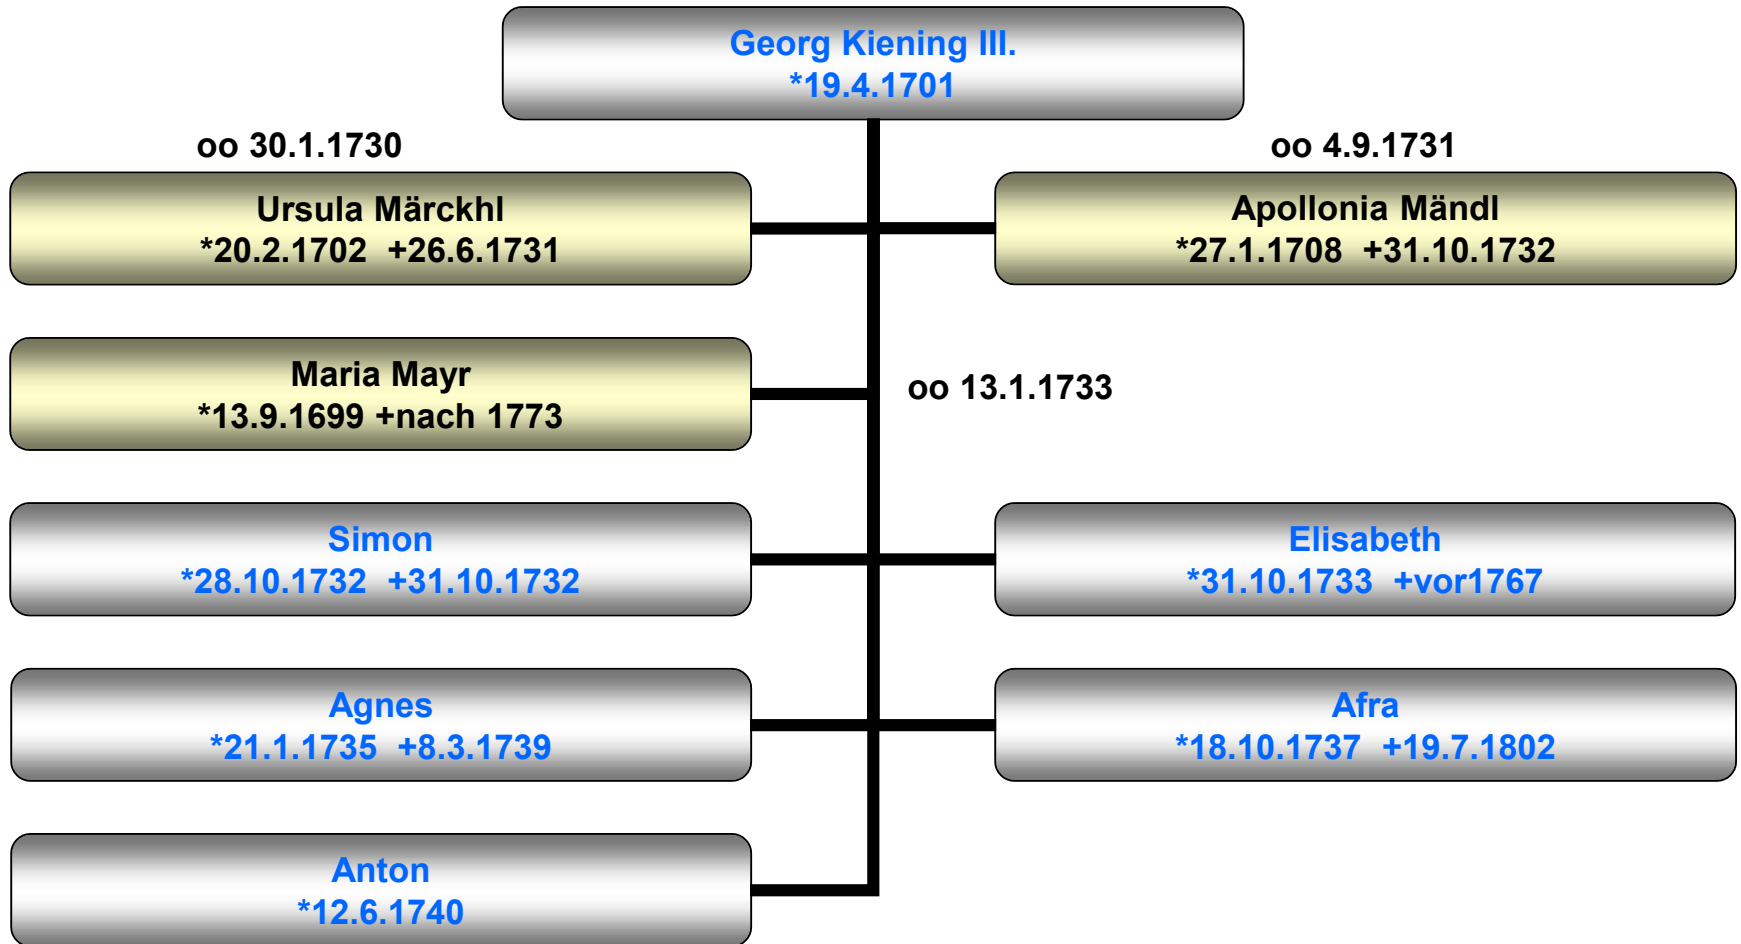 Georg Kiening III.
*19.4.1701
oo 30.1.1730
oo 4.9.1731
Ursula Märckhl
*20.2.1702  +26.6.1731
Apollonia Mändl
*27.1.1708  +31.10.1732
Maria Mayr
*13.9.1699 +nach 1773
oo 13.1.1733
Simon
*28.10.1732  +31.10.1732
Elisabeth
*31.10.1733  +vor1767
Agnes
*21.1.1735  +8.3.1739
Afra
*18.10.1737  +19.7.1802
Anton
*12.6.1740